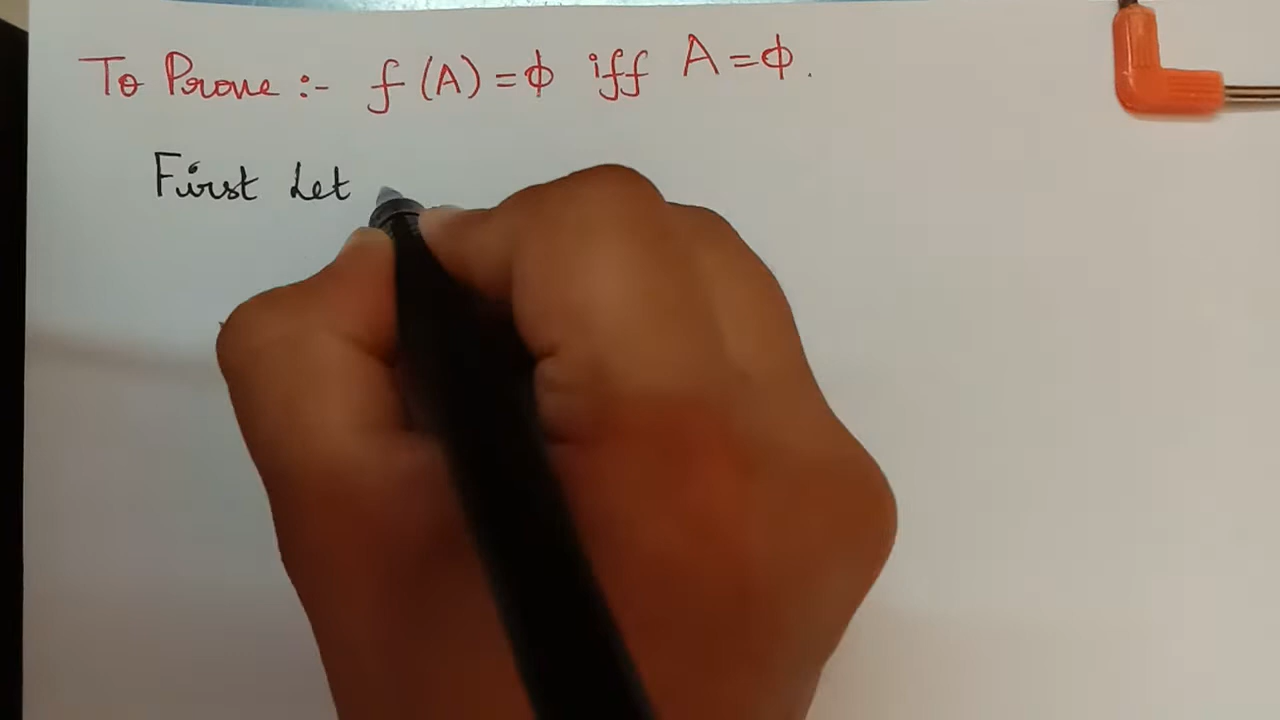 To Prove :- f (A) = ϕ iff A = ϕ.
First Let